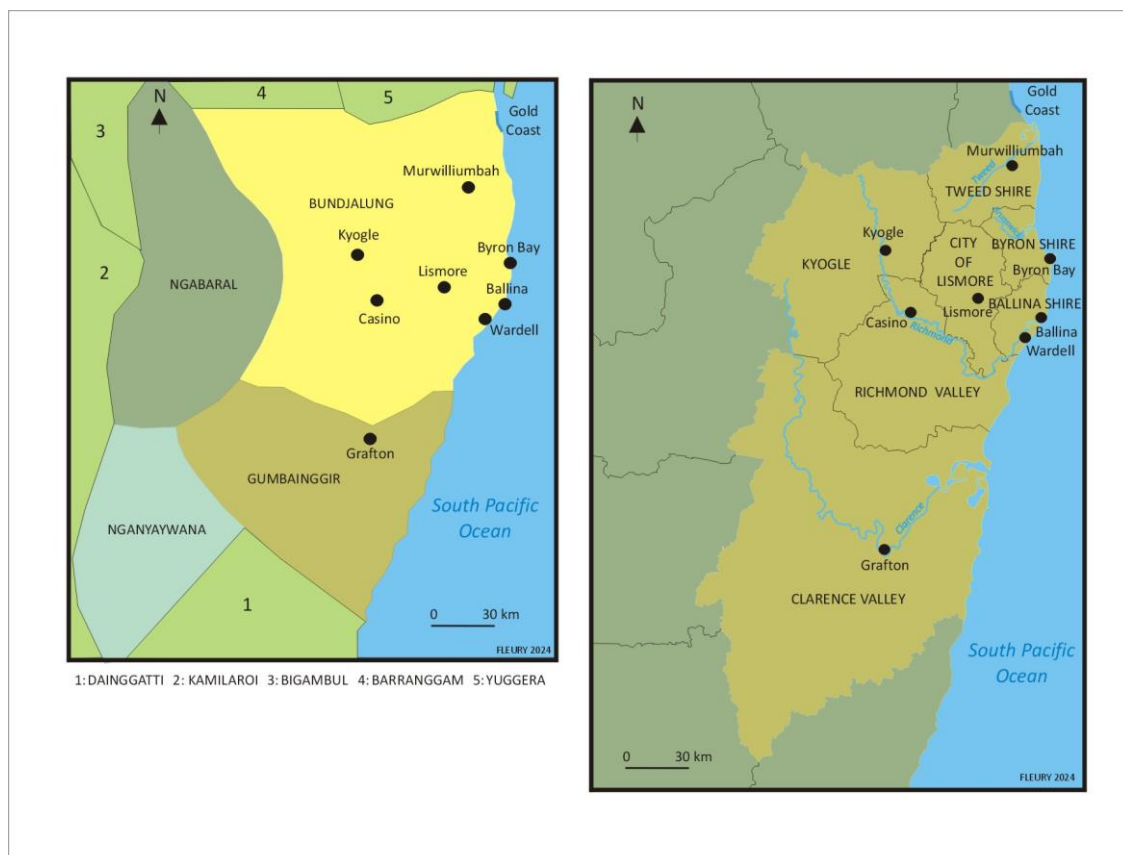 4
5
3
N
Gold
Coast
Murwilliumbah
BUNDJALUNG
Kyogle
Byron Bay
2
NGABARAL
Lismore
Ballina
Casino
Wardell
Grafton
GUMBAINGGIR
South Pacific
Ocean
NGANYAYWANA
1
0 30 km
FLEURY 2024
1: DAINGGATTI 2: KAMILAROI 3: BIGAMBUL 4: BARRANGGAM 5: YUGGERA
N
Gold
Coast
Murwilliumbah
Tweed
TWEED SHIRE
Kyogle
CITY
OF
LISMORE
BYRON SHIRE
Byron Bay
KYOGLE
BALLINA SHIRE
Casino
Lismore
Richmond
Ballina
Wardell
RICHMOND VALLEY
Clarence
Grafton
CLARENCE VALLEY
South Pacific
Ocean
0 30 km
FLEURY 2024